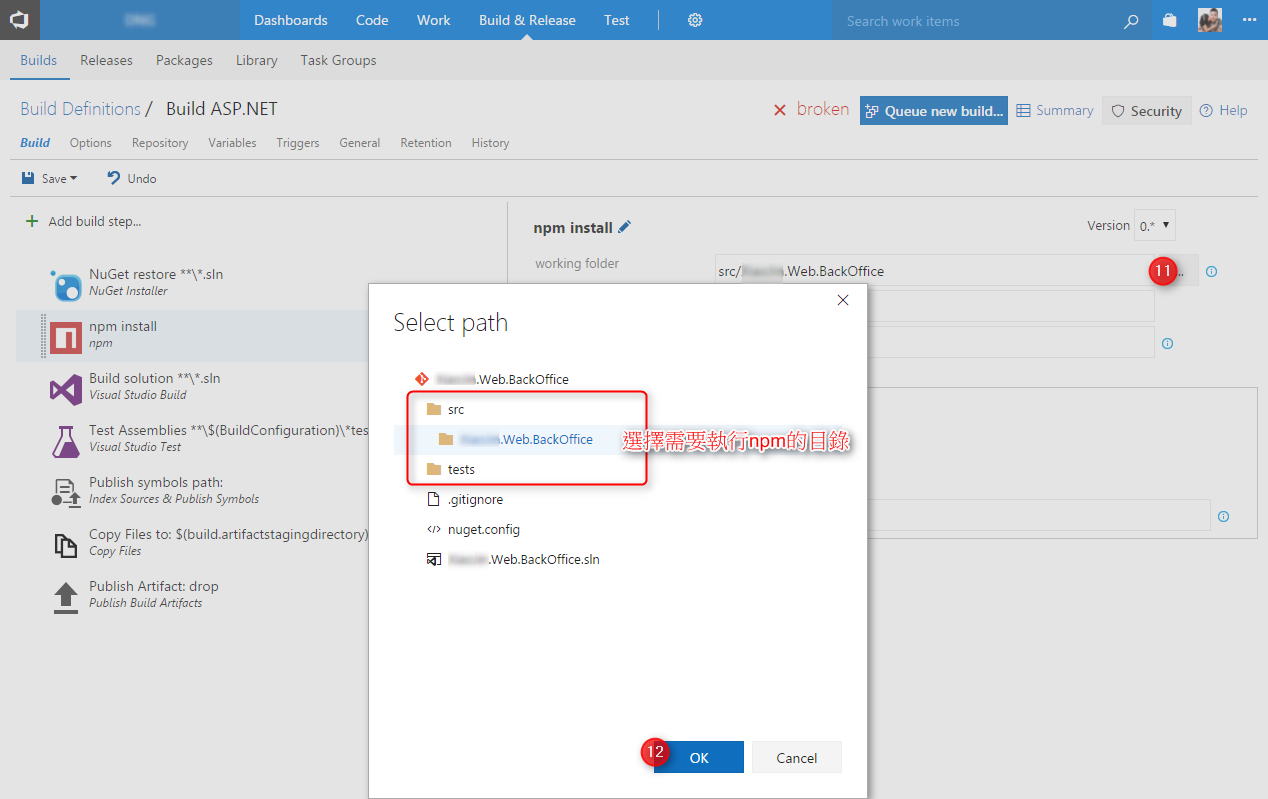 Dashboards Code Work Build & Release Test Search work items
Builds Releases Packages Library Task Groups
Build Definitions / Build ASP.NET broken Queue new build... Summary Security Help
Build Options Repository Variables Triggers General Retention History
Save Undo
Add build step...
NuGet restore **\*.sln
NuGet Installer
npm install
npm
Build solution **\*.sln
Visual Studio Build
Test Assemblies **\$(BuildConfiguration)\*tes
Visual Studio Test
Publish symbols path:
Index Sources & Publish Symbols
Copy Files to: $(build.artifactstagingdirectory)
Copy Files
Publish Artifact: drop
Publish Build Artifacts
npm install Version 0.*
working folder src/ .Web.BackOffice 11 ..
Select path
.Web.BackOffice
src
.Web.BackOffice
選擇需要執行npm的目錄
tests
.gitignore
nuget.config
.Web.BackOffice.sln
12 OK Cancel